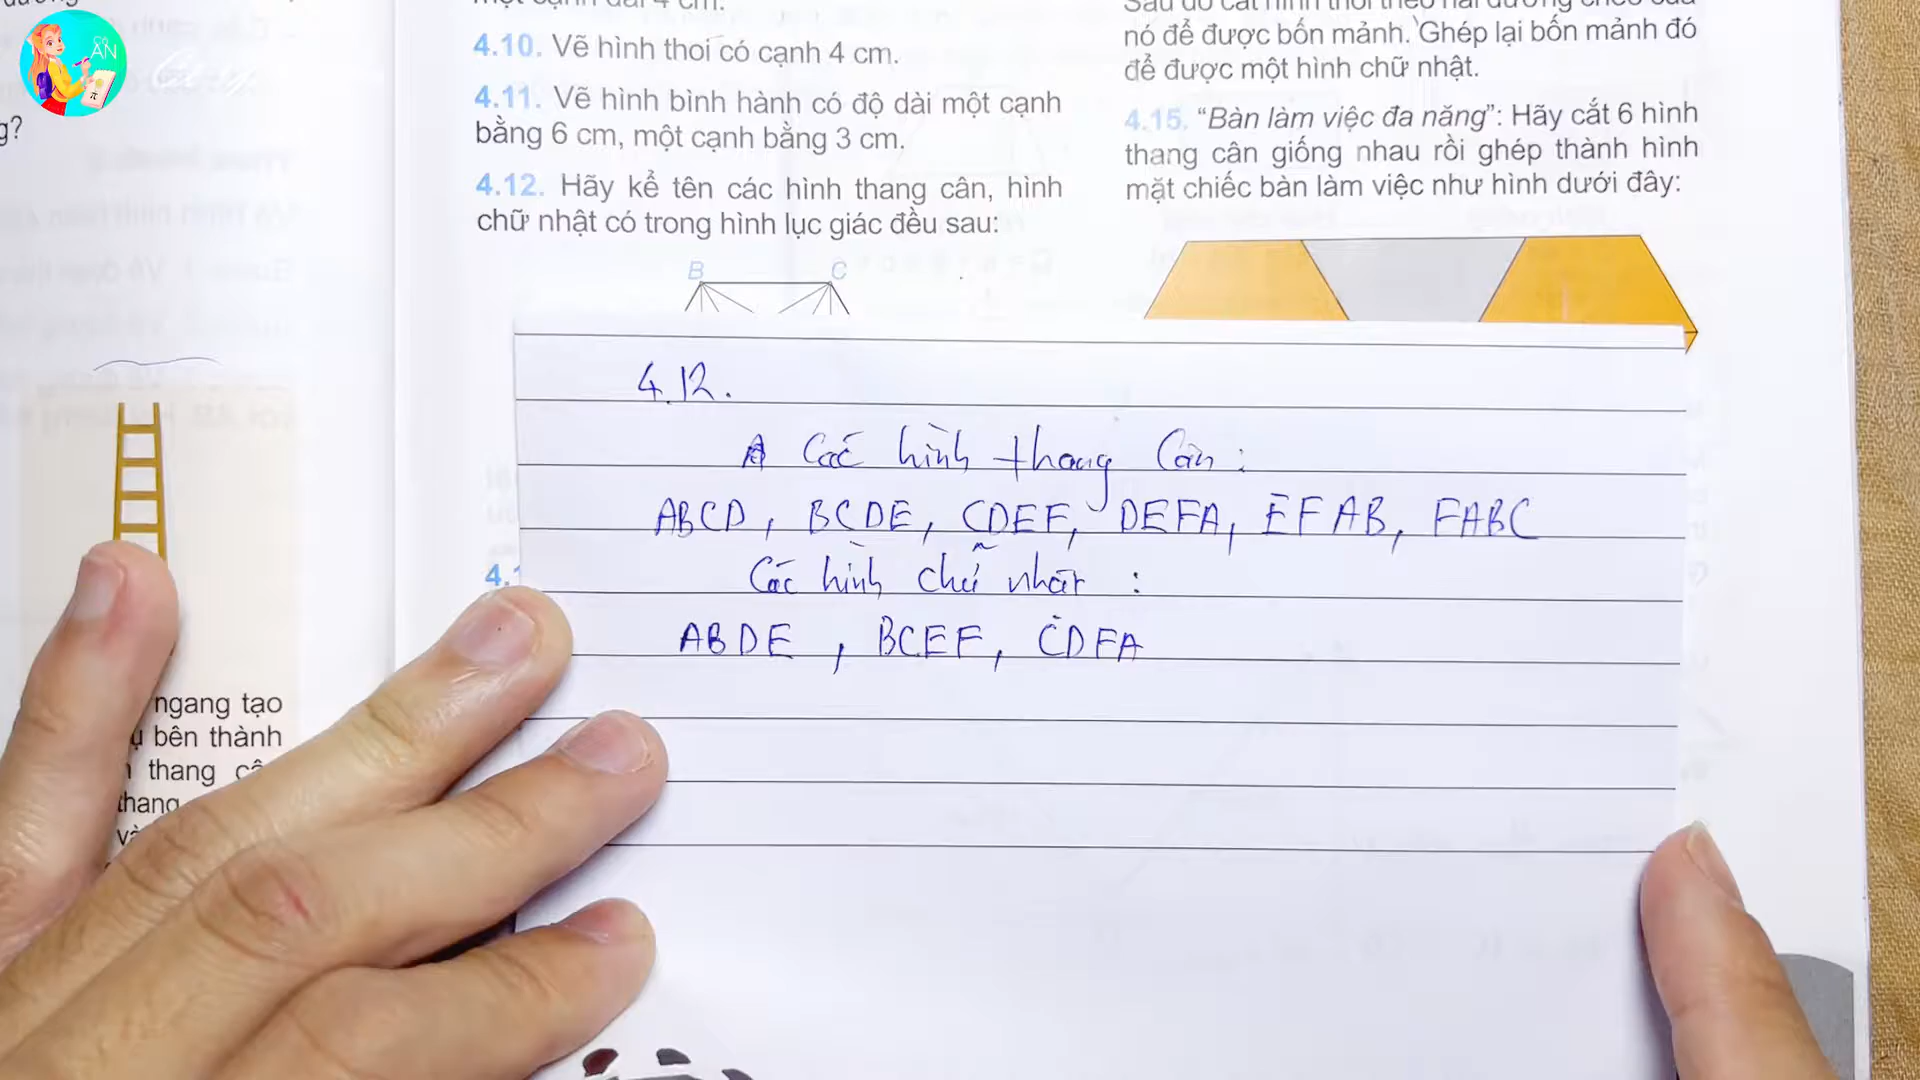 g?
ngang tạo
bên thành
thang
thang
4.10. Vẽ hình thoi có cạnh 4 cm.
4.11. Vẽ hình bình hành có độ dài một cạnh
bằng 6 cm, một cạnh bằng 3 cm.
4.12. Hãy kể tên các hình thang cân, hình
chữ nhật có trong hình lục giác đều sau:
B C
nó để được bốn mảnh. Ghép lại bốn mảnh đó
để được một hình chữ nhật.
4.15. “Bàn làm việc đa năng”: Hãy cắt 6 hình
thang cân giống nhau rồi ghép thành hình
mặt chiếc bàn làm việc như hình dưới đây:
4.12.
Các hình thang cân:
ABCD, BCDE, CDEF, DEFA, EFAB, FABC
Các hình chữ nhật :
ABDE, BCEF, CDFA
CÔ
ÂN
π